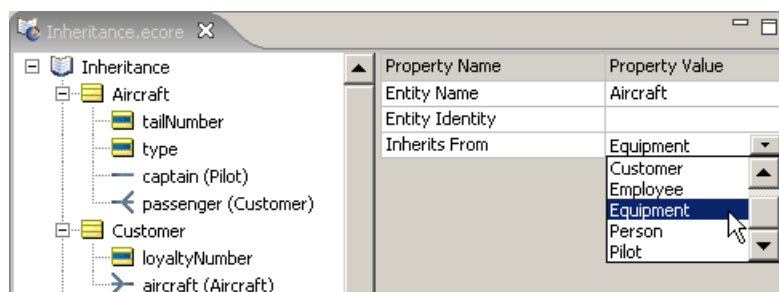 Inheritance.ecore
Inheritance
Aircraft
tailNumber
type
captain (Pilot)
passenger (Customer)
Customer
loyaltyNumber
aircraft (Aircraft)
Property Name Property Value
Entity Name Aircraft
Entity Identity
Inherits From Equipment
Customer
Employee
Equipment
Person
Pilot